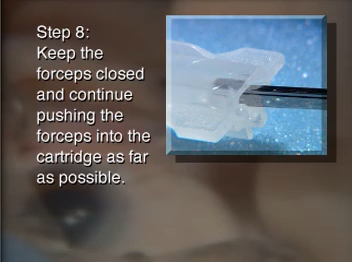 Step 8:
Keep the
forceps closed
and continue
pushing the
forceps into the
cartridge as far
as possible.